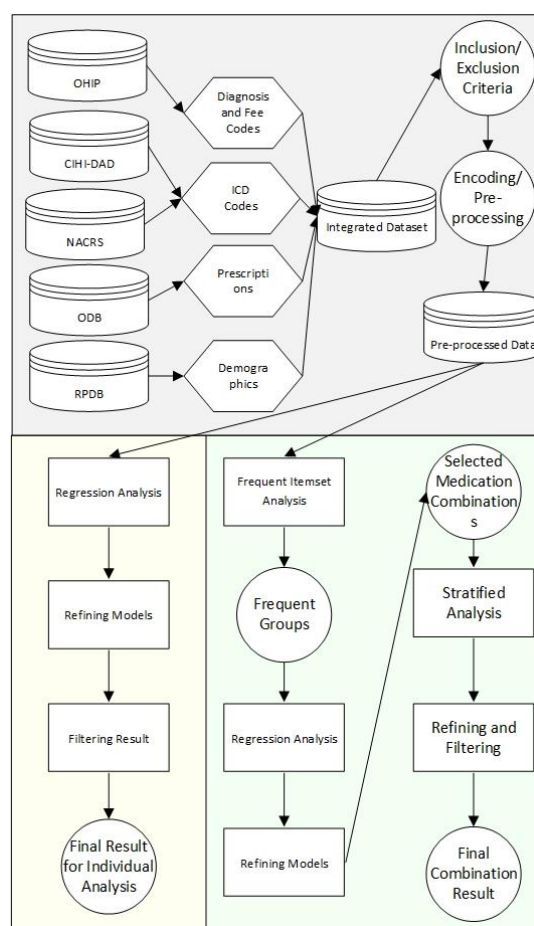 OHIP
CIHI-DAD
NACRS
ODB
RPDB
Diagnosis
and Fee
Codes
ICD
Codes
Prescripti
ons
Demogra
phics
Integrated Dataset
Inclusion/
Exclusion
Criteria
Encoding/
Pre-
processing
Pre-processed Data
Regression Analysis
Refining Models
Filtering Result
Final Result
for Individual
Analysis
Frequent Itemset
Analysis
Frequent
Groups
Regression Analysis
Refining Models
Selected
Medication
Combination
s
Stratified
Analysis
Refining and
Filtering
Final
Combination
Result